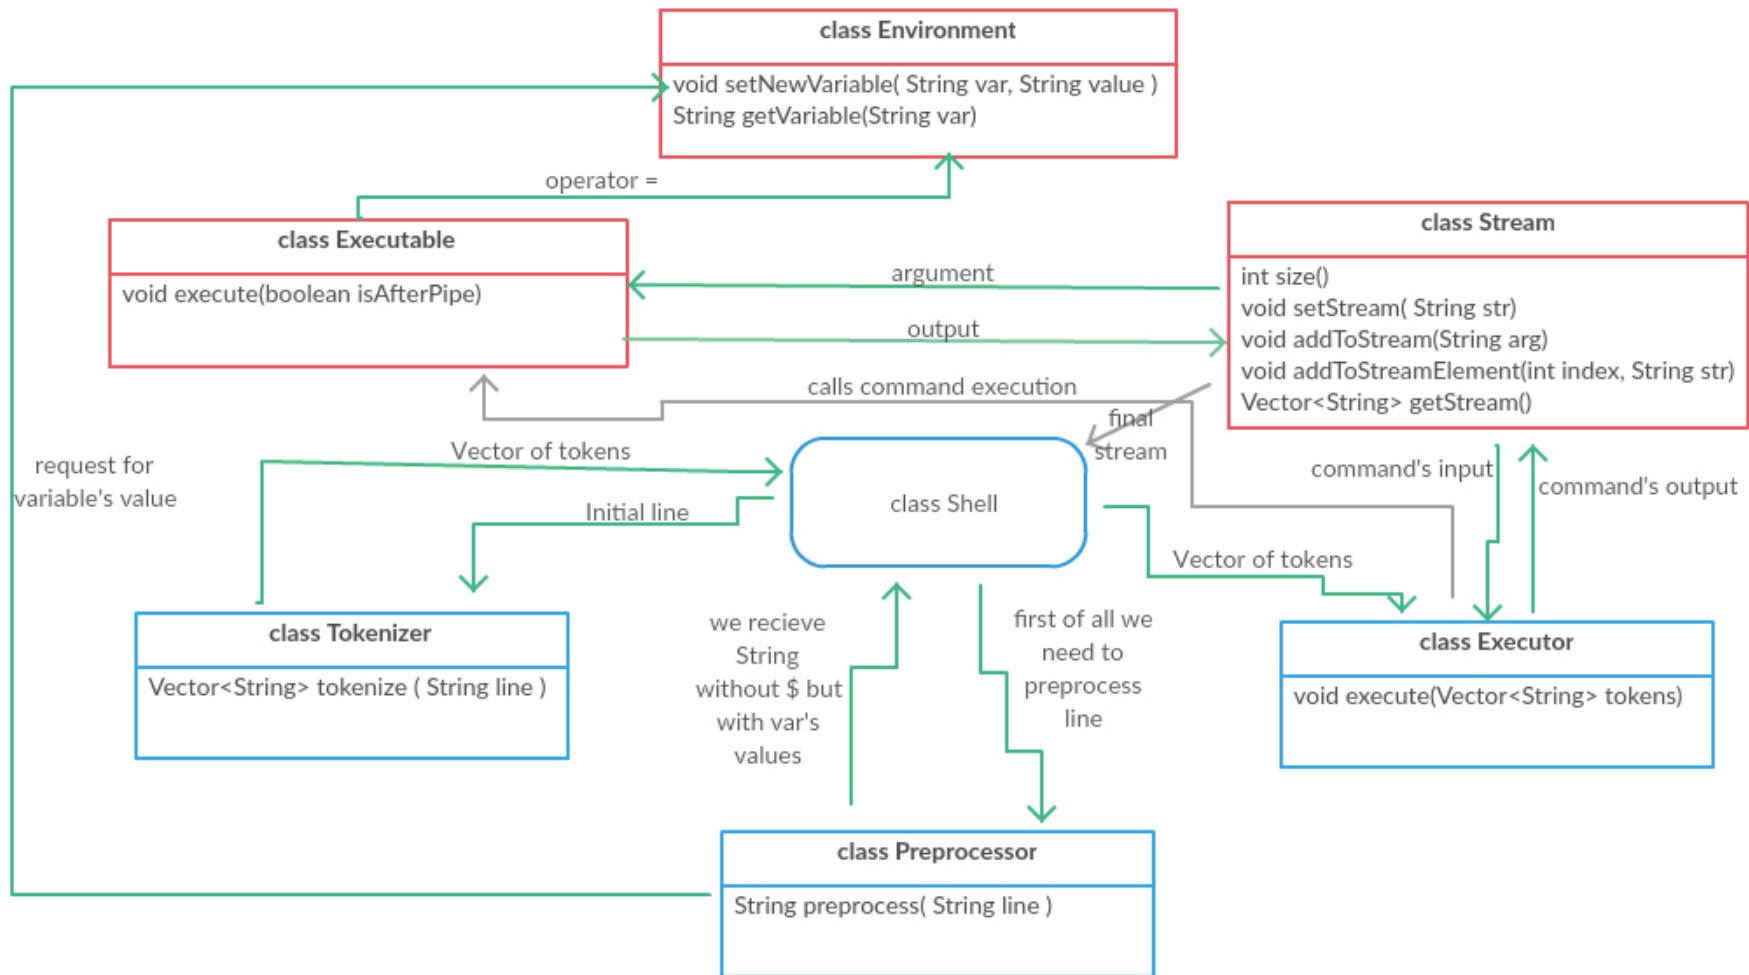 class Environment
void setNewVariable( String var, String value )
String getVariable(String var)
operator =
class Executable
void execute(boolean isAfterPipe)
class Stream
int size()
void setStream( String str)
void addToStream(String arg)
void addToStreamElement(int index, String str)
Vector<String> getStream()
argument
output
calls command execution
final
stream
request for
variable's value
Vector of tokens
Initial line
class Shell
command's input
command's output
Vector of tokens
class Tokenizer
Vector<String> tokenize ( String line )
we recieve
String
without $ but
with var's
values
first of all we
need to
preprocess
line
class Executor
void execute(Vector<String> tokens)
class Preprocessor
String preprocess( String line )